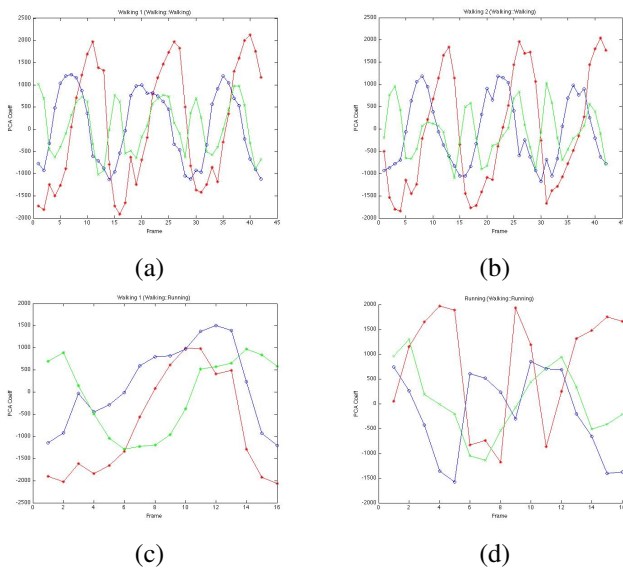 Walking 1 (Walking::Walking)
PCA Coeff
2500
2000
1500
1000
500
0
-500
-1000
-1500
-2000
0 5 10 15 20 25 30 35 40 45
Frame
(a)
Walking 2 (Walking::Walking)
PCA Coeff
2500
2000
1500
1000
500
0
-500
-1000
-1500
-2000
0 5 10 15 20 25 30 35 40 45
Frame
(b)
Walking 1 (Walking::Running)
PCA Coeff
2000
1500
1000
500
0
-500
-1000
-1500
-2000
-2500
0 2 4 6 8 10 12 14 16
Frame
(c)
Running (Walking::Running)
PCA Coeff
2000
1500
1000
500
0
-500
-1000
-1500
-2000
0 2 4 6 8 10 12 14 16
Frame
(d)